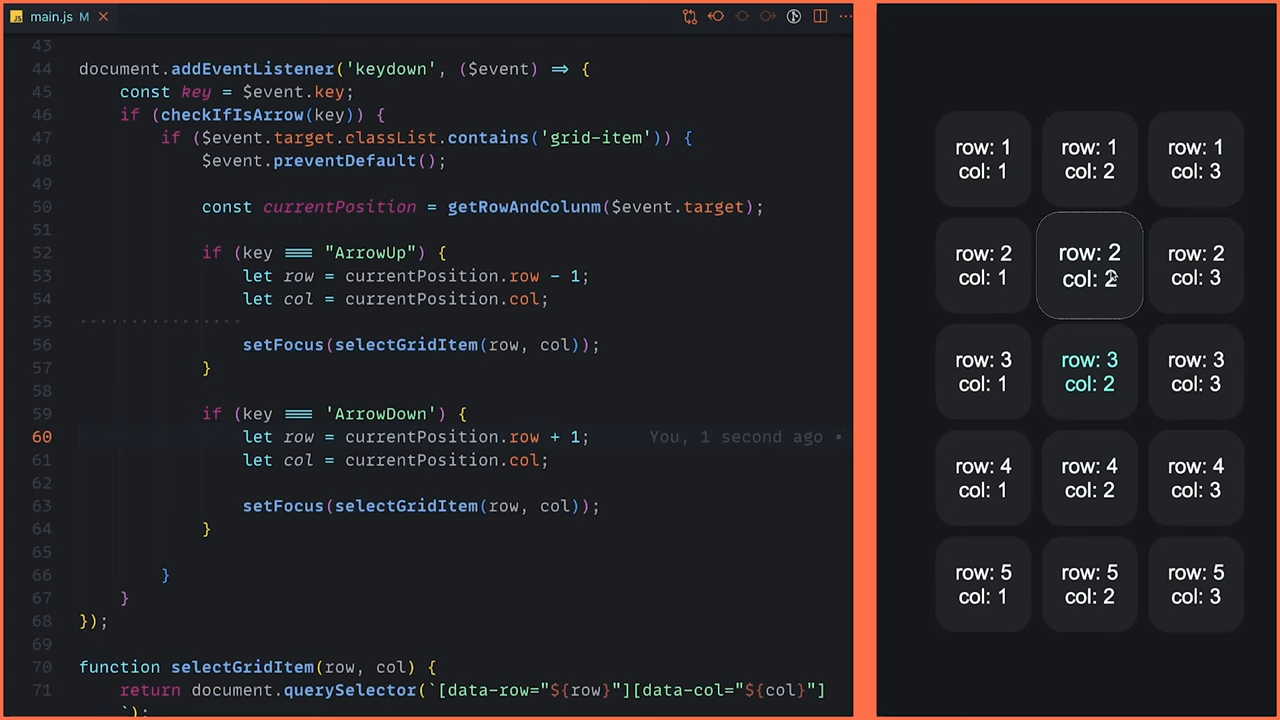 JS main.js M
43
44 document.addEventListener('keydown', ($event) => {
45 const key = $event.key;
46 if (checkIfIsArrow(key)) {
47 if ($event.target.classList.contains('grid-item')) {
48 $event.preventDefault();
49
50 const currentPosition = getRowAndColunm($event.target);
51
52 if (key === "ArrowUp") {
53 let row = currentPosition.row - 1;
54 let col = currentPosition.col;
55
56 setFocus(selectGridItem(row, col));
57 }
58
59 if (key === 'ArrowDown') {
60 let row = currentPosition.row + 1; You, 1 second ago •
61 let col = currentPosition.col;
62
63 setFocus(selectGridItem(row, col));
64 }
65
66 }
67 }
68 });
69
70 function selectGridItem(row, col) {
71 return document.querySelector(`[data-row="${row}"][data-col="${col}"]
`);
row: 1 row: 1 row: 1
col: 1 col: 2 col: 3
row: 2 row: 2 row: 2
col: 1 col: 2 col: 3
row: 3 row: 3 row: 3
col: 1 col: 2 col: 3
row: 4 row: 4 row: 4
col: 1 col: 2 col: 3
row: 5 row: 5 row: 5
col: 1 col: 2 col: 3